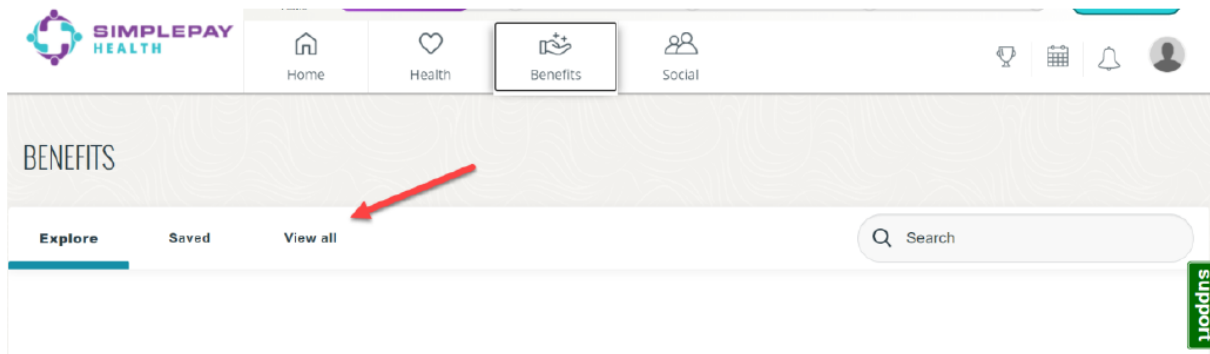 SIMPLEPAY
HEALTH
Home
Health
Benefits
Social
BENEFITS
Explore
Saved
View all
Search
support